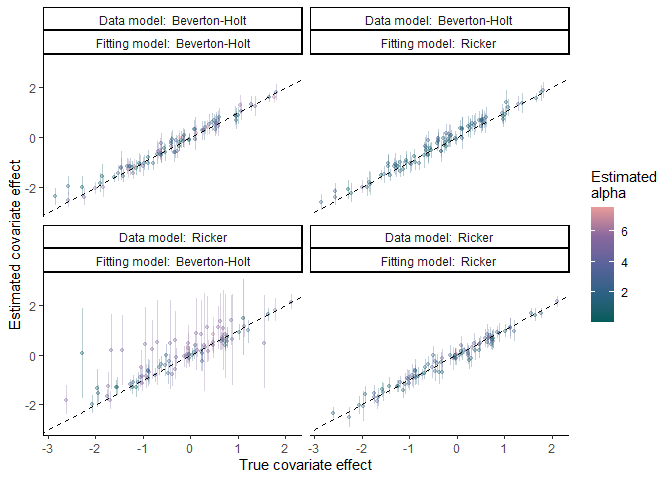 Data model: Beverton-Holt
Fitting model: Beverton-Holt
Data model: Beverton-Holt
Fitting model: Ricker
2
0
-2
Data model: Ricker
Fitting model: Beverton-Holt
Data model: Ricker
Fitting model: Ricker
2
0
-2
-3
-2
-1
0
1
2
-3
-2
-1
0
1
2
True covariate effect
Estimated covariate effect
Estimated
alpha
6
4
2